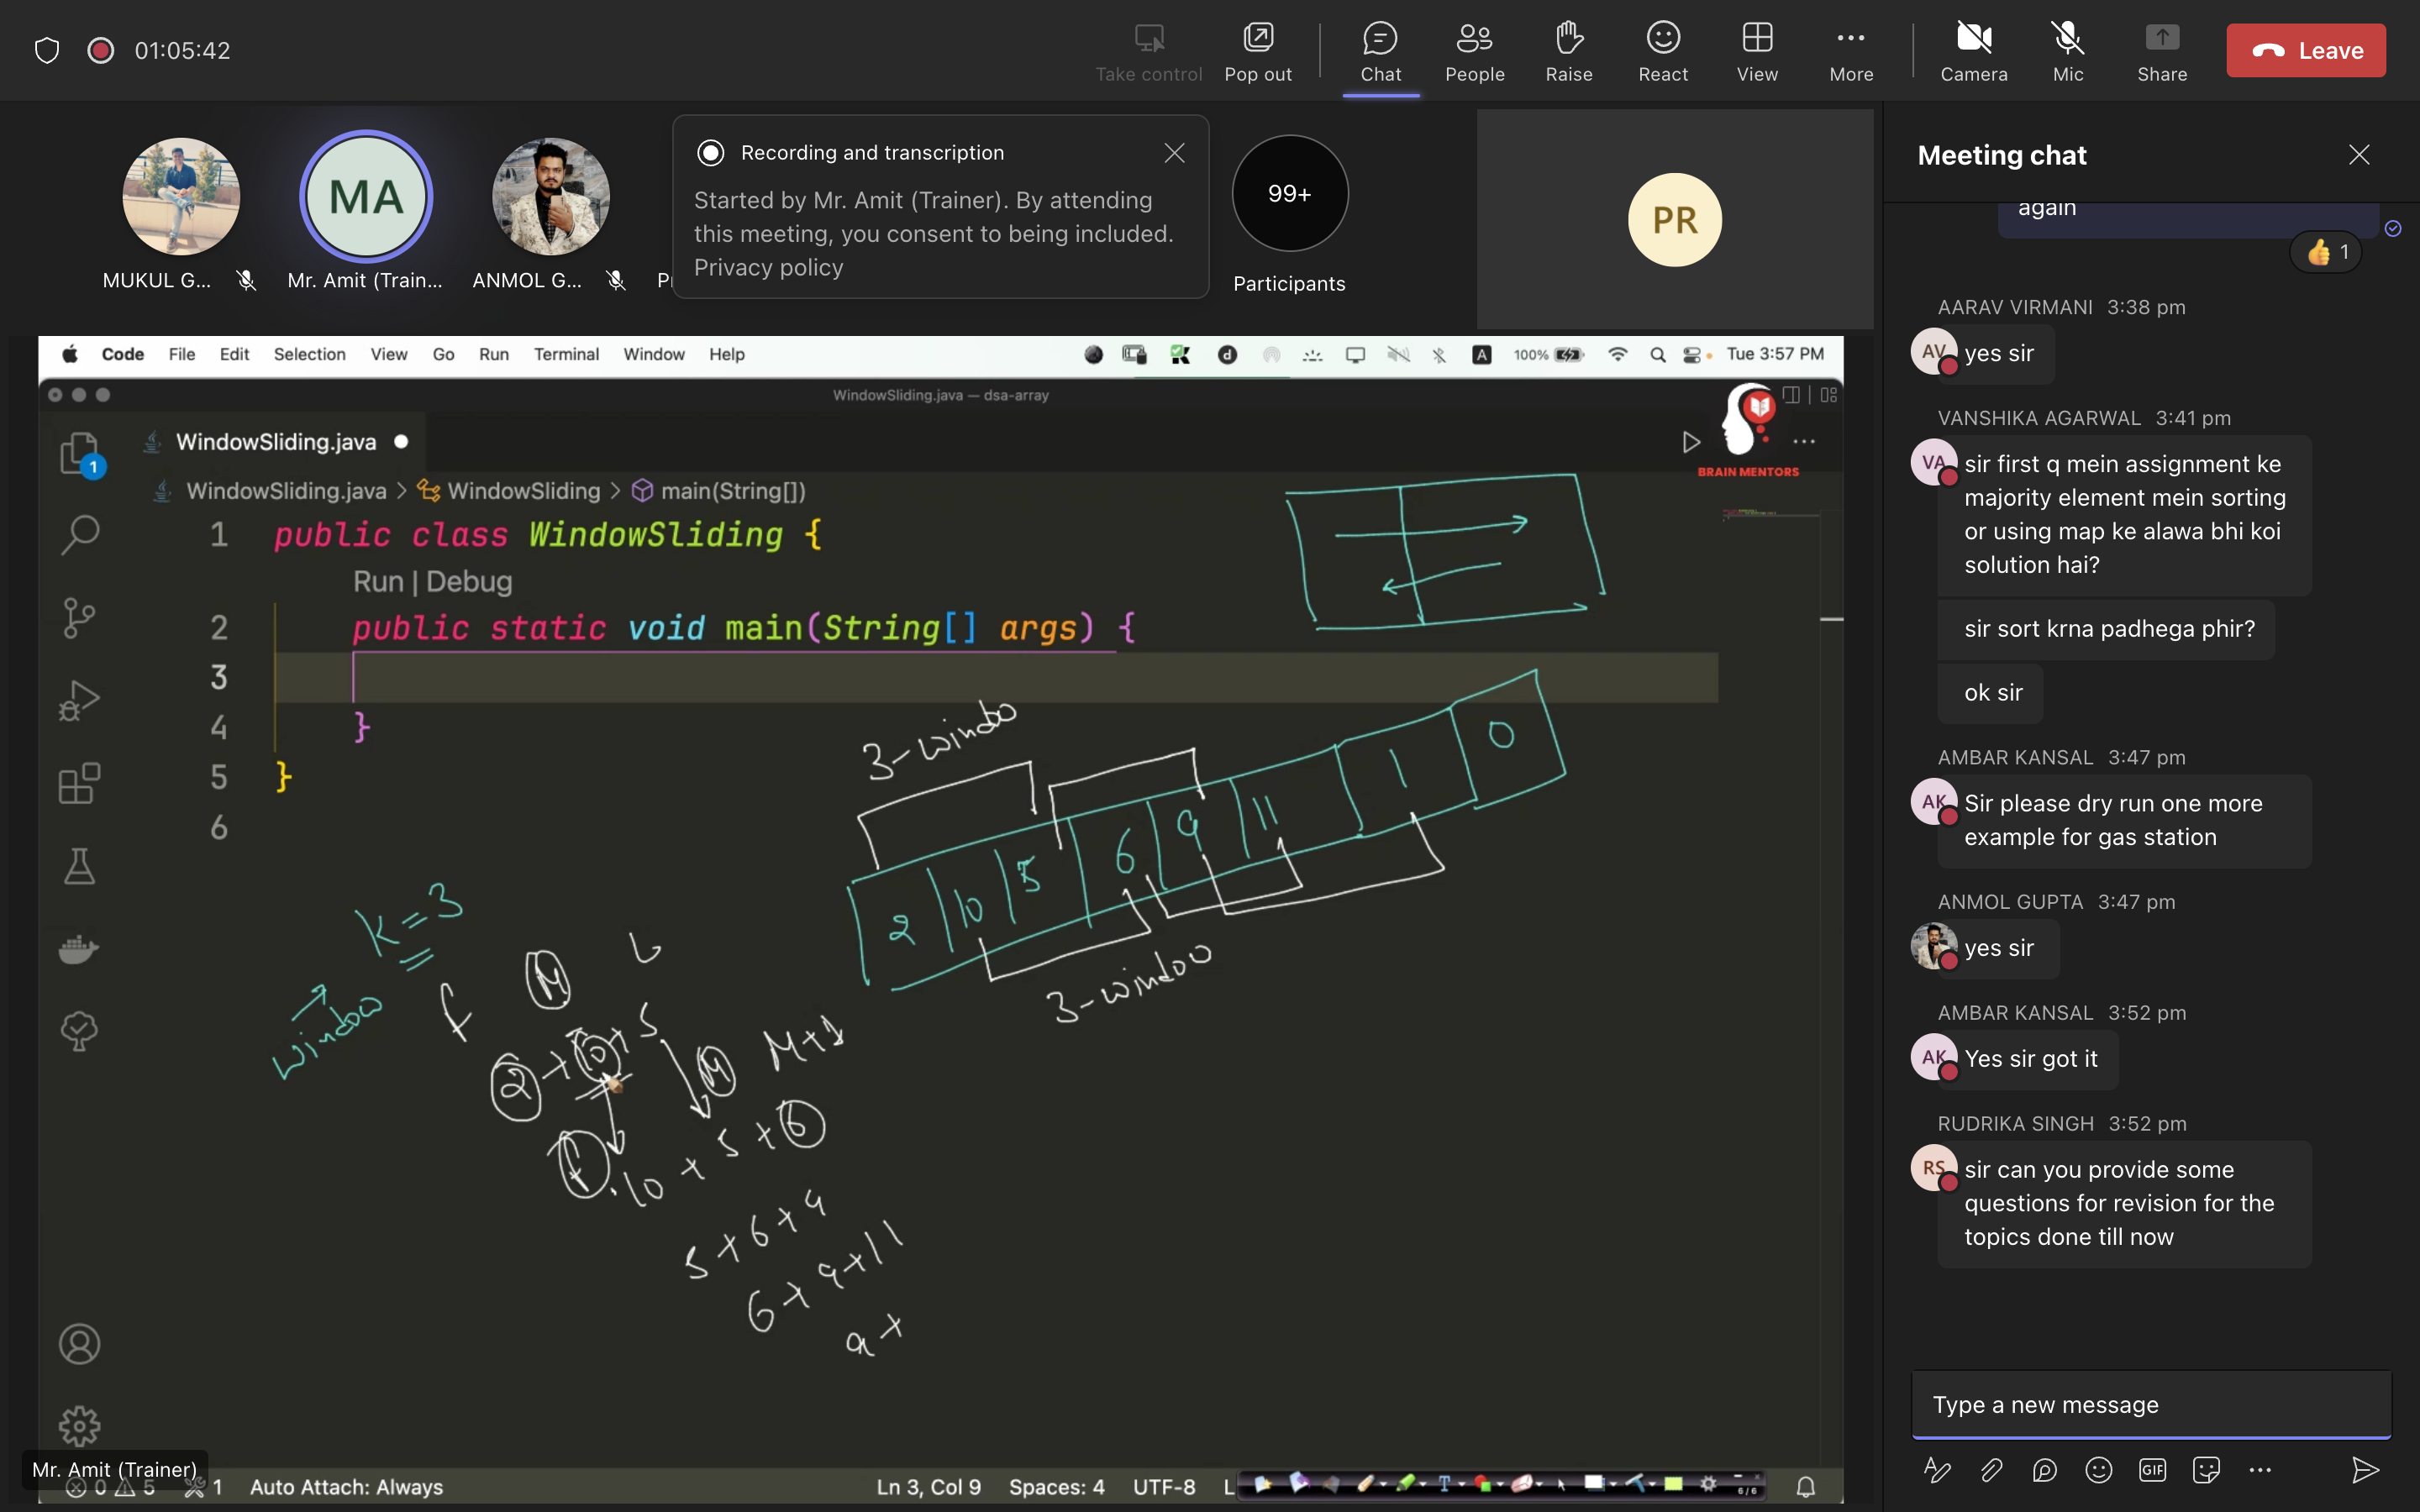 01:05:42
Take control
Pop out
Chat
People
Raise
React
View
More
Camera
Mic
Share
Leave
MUKUL G...
MA
Mr. Amit (Train...
ANMOL G...
Recording and transcription
Started by Mr. Amit (Trainer). By attending
this meeting, you consent to being included.
Privacy policy
99+
Participants
PR
Code File Edit Selection View Go Run Terminal Window Help
A 100% Tue 3:57 PM
WindowSliding.java — dsa-array
1
WindowSliding.java
BRAIN MENTORS
WindowSliding.java > WindowSliding > main(String[])
1 public class WindowSliding {
Run | Debug
2 public static void main(String[] args) {
3
4 }
5 }
6
3-windo
2 10 5 6 9 11 1 0
3-window
K=3
window
f M L
2 + 10 + 5
M M+1
f 10 + 5 + 6
5 + 6 + 9
6 + 9 + 11
9 +
Mr. Amit (Trainer)
0 5 1 Auto Attach: Always
Ln 3, Col 9 Spaces: 4 UTF-8 L
6/6
Meeting chat
again
1
AARAV VIRMANI 3:38 pm
AV
yes sir
VANSHIKA AGARWAL 3:41 pm
VA
sir first q mein assignment ke
majority element mein sorting
or using map ke alawa bhi koi
solution hai?
sir sort krna padhega phir?
ok sir
AMBAR KANSAL 3:47 pm
AK
Sir please dry run one more
example for gas station
ANMOL GUPTA 3:47 pm
yes sir
AMBAR KANSAL 3:52 pm
AK
Yes sir got it
RUDRIKA SINGH 3:52 pm
RS
sir can you provide some
questions for revision for the
topics done till now
Type a new message
GIF